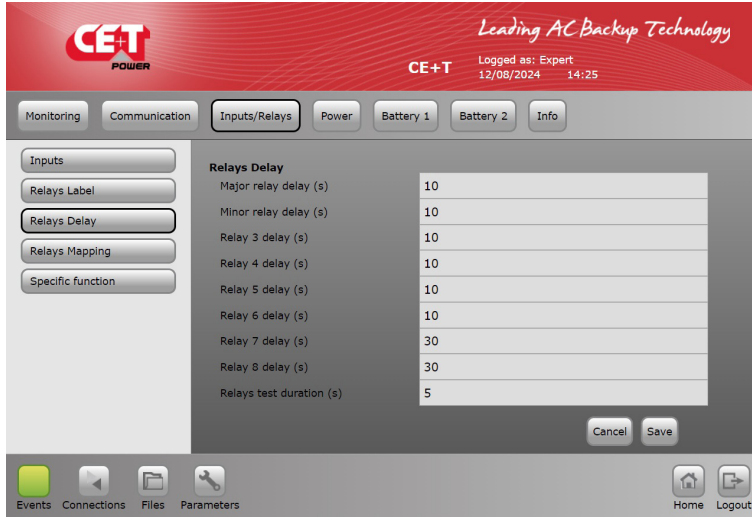 CE+T
POWER
Leading AC Backup Technology
CE+T
Logged as: Expert
12/08/2024 14:25
Monitoring
Communication
Inputs/Relays
Power
Battery 1
Battery 2
Info
Inputs
Relays Label
Relays Delay
Relays Mapping
Specific function
Relays Delay
Major relay delay (s) 10
Minor relay delay (s) 10
Relay 3 delay (s) 10
Relay 4 delay (s) 10
Relay 5 delay (s) 10
Relay 6 delay (s) 10
Relay 7 delay (s) 30
Relay 8 delay (s) 30
Relays test duration (s) 5
Cancel
Save
Events
Connections
Files
Parameters
Home
Logout